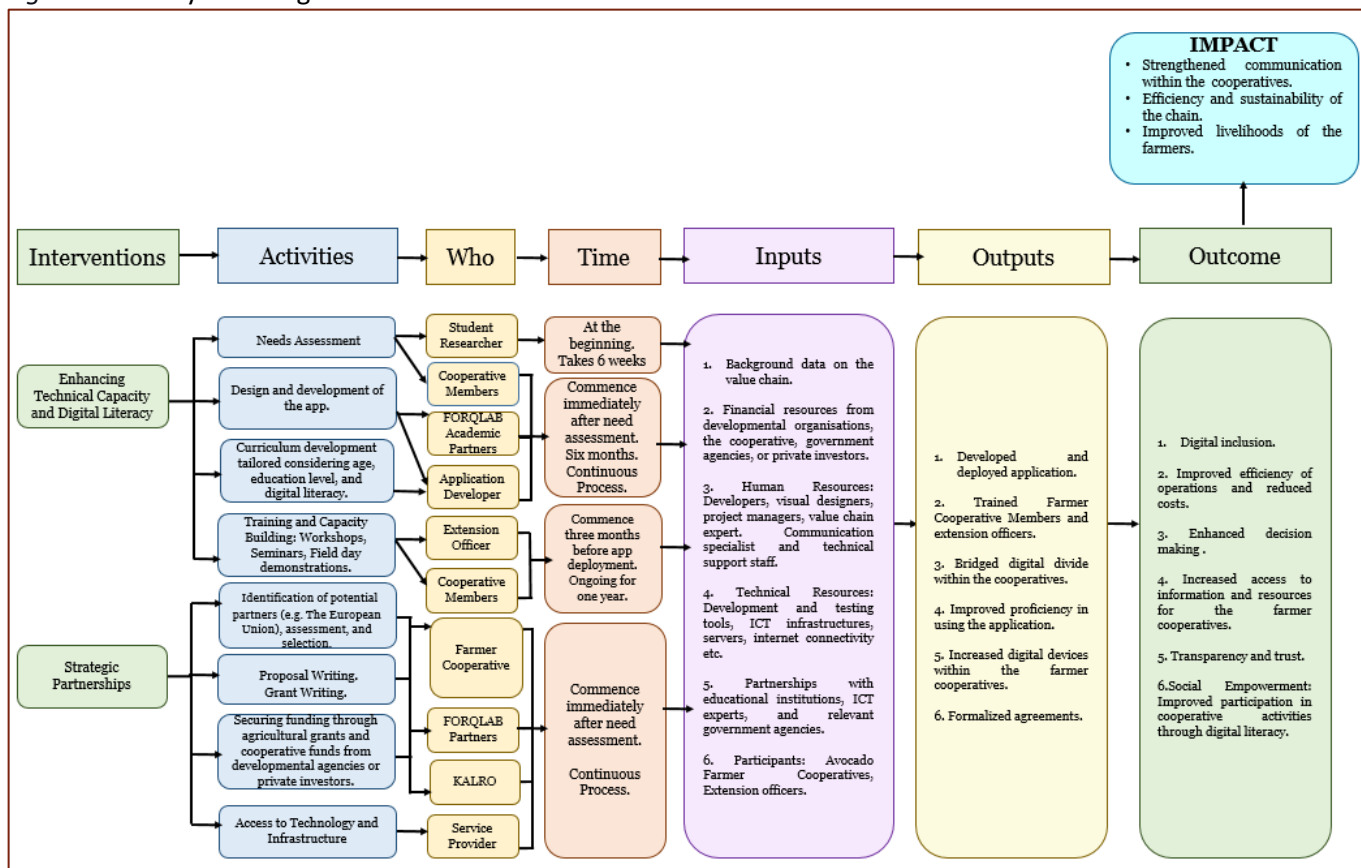 IMPACT
• Strengthened communication
within the cooperatives.
• Efficiency and sustainability of
the chain.
• Improved livelihoods of the
farmers.
Interventions
Activities
Who
Time
Inputs
Outputs
Outcome
Enhancing
Technical Capacity
and Digital Literacy
Needs Assessment
Design and development of
the app.
Curriculum development
tailored considering age,
education level, and
digital literacy.
Training and Capacity
Building: Workshops,
Seminars, Field day
demonstrations.
Strategic
Partnerships
Identification of potential
partners (e.g. The European
Union), assessment, and
selection.
Proposal Writing.
Grant Writing.
Securing funding through
agricultural grants and
cooperative funds from
developmental agencies or
private investors.
Access to Technology and
Infrastructure
Student
Researcher
Cooperative
Members
FORQLAB
Academic
Partners
Application
Developer
Extension
Officer
Cooperative
Members
Farmer
Cooperative
FORQLAB
Partners
KALRO
Service
Provider
At the
beginning.
Takes 6 weeks
Commence
immediately
after need
assessment.
Six months.
Continuous
Process.
Commence
three months
before app
deployment.
Ongoing for
one year.
Commence
immediately
after need
assessment.
Continuous
Process.
1. Background data on the
value chain.
2. Financial resources from
developmental organisations,
the cooperative, government
agencies, or private investors.
3. Human Resources:
Developers, visual designers,
project managers, value chain
expert. Communication
specialist and technical
support staff.
4. Technical Resources:
Development and testing
tools, ICT infrastructures,
servers, internet connectivity
etc.
5. Partnerships with
educational institutions, ICT
experts, and relevant
government agencies.
6. Participants: Avocado
Farmer Cooperatives,
Extension officers.
1. Developed and
deployed application.
2. Trained Farmer
Cooperative Members and
extension officers.
3. Bridged digital divide
within the cooperatives.
4. Improved proficiency in
using the application.
5. Increased digital devices
within the farmer
cooperatives.
6. Formalized agreements.
1. Digital inclusion.
2. Improved efficiency of
operations and reduced
costs.
3. Enhanced decision
making .
4. Increased access to
information and resources
for the farmer
cooperatives.
5. Transparency and trust.
6.Social Empowerment:
Improved participation in
cooperative activities
through digital literacy.